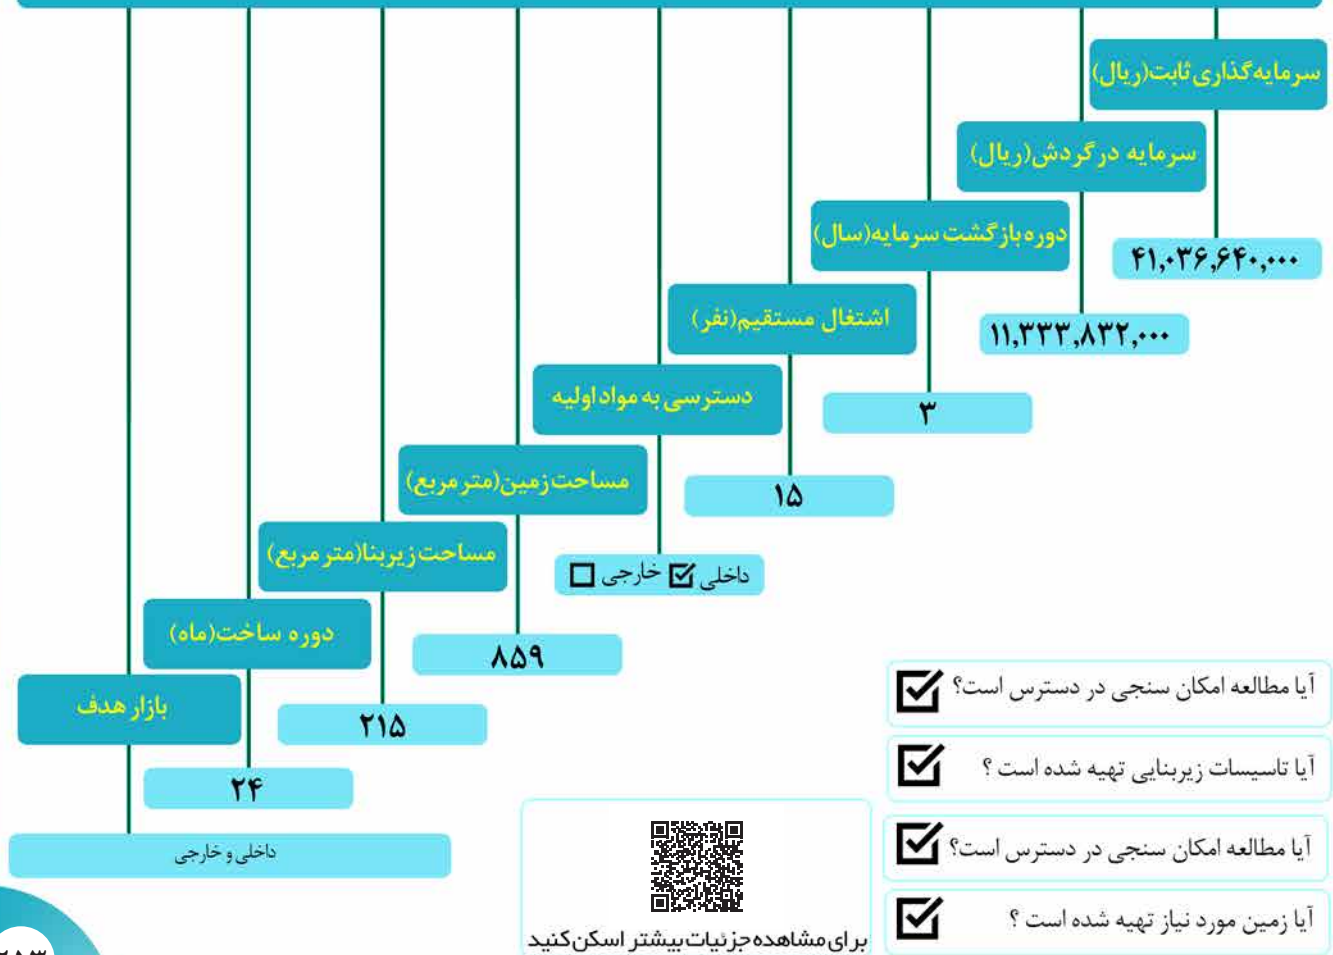 سرمایه‌گذاری ثابت(ریال)
۴۱,۰۳۶,۶۴۰,۰۰۰
سرمایه در گردش(ریال)
۱۱,۳۳۳,۸۳۲,۰۰۰
دوره بازگشت سرمایه(سال)
۳
اشتغال مستقیم(نفر)
۱۵
دسترسی به مواد اولیه
داخلی ☑ خارجی ☐
مساحت زمین(متر مربع)
۸۵۹
مساحت زیربنا(متر مربع)
۲۱۵
دوره ساخت(ماه)
۲۴
بازار هدف
داخلی و خارجی
آیا مطالعه امکان سنجی در دسترس است؟ ☑
آیا تاسیسات زیربنایی تهیه شده است ؟ ☑
آیا مطالعه امکان سنجی در دسترس است؟ ☑
آیا زمین مورد نیاز تهیه شده است ؟ ☑
برای مشاهده جزئیات بیشتر اسکن کنید